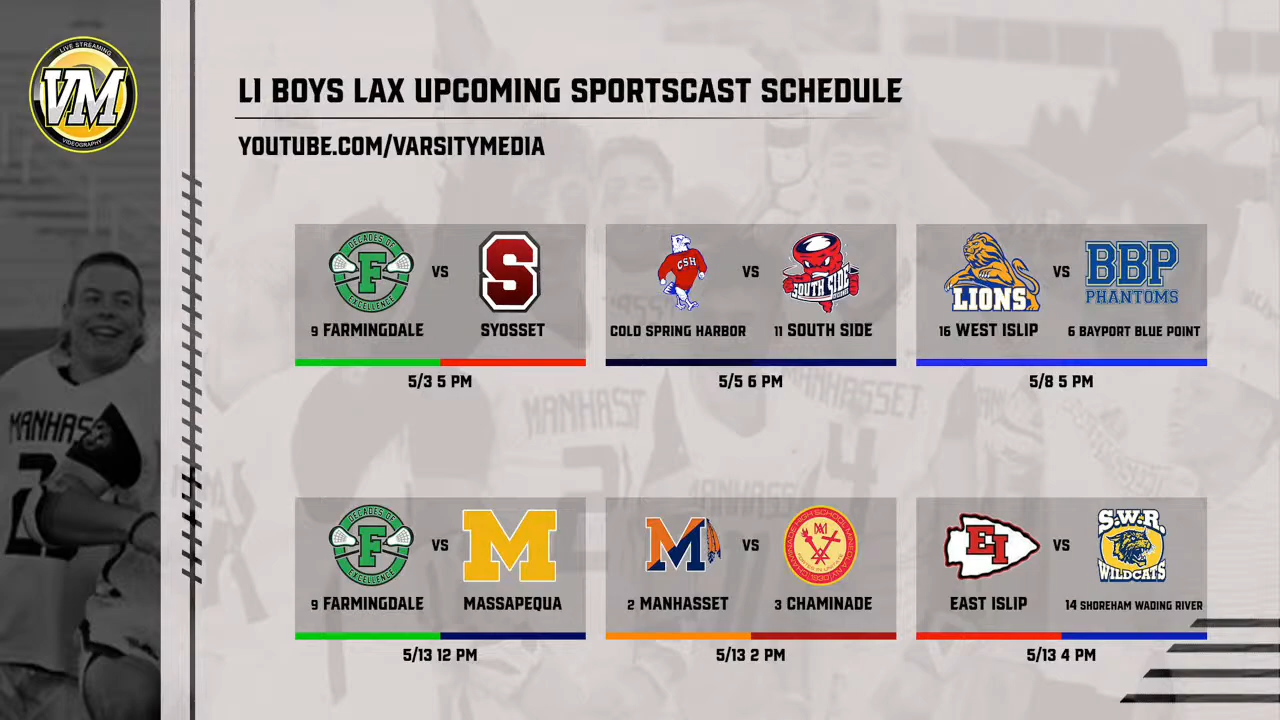 LIVE STREAMING
VM
VIDEOGRAPHY
LI BOYS LAX UPCOMING SPORTSCAST SCHEDULE
YOUTUBE.COM/VARSITYMEDIA
DECADES OF
F
EXCELLENCE
VS
S
9 FARMINGDALE
SYOSSET
5/3 5 PM
CSH
VS
SOUTH SIDE
COLD SPRING HARBOR
11 SOUTH SIDE
5/5 6 PM
LIONS
VS
BBP
PHANTOMS
16 WEST ISLIP
6 BAYPORT BLUE POINT
5/8 5 PM
DECADES OF
F
EXCELLENCE
VS
M
9 FARMINGDALE
MASSAPEQUA
5/13 12 PM
M
VS
2 MANHASSET
3 CHAMINADE
5/13 2 PM
EI
VS
S.W.R.
WILDCATS
EAST ISLIP
14 SHOREHAM WADING RIVER
5/13 4 PM